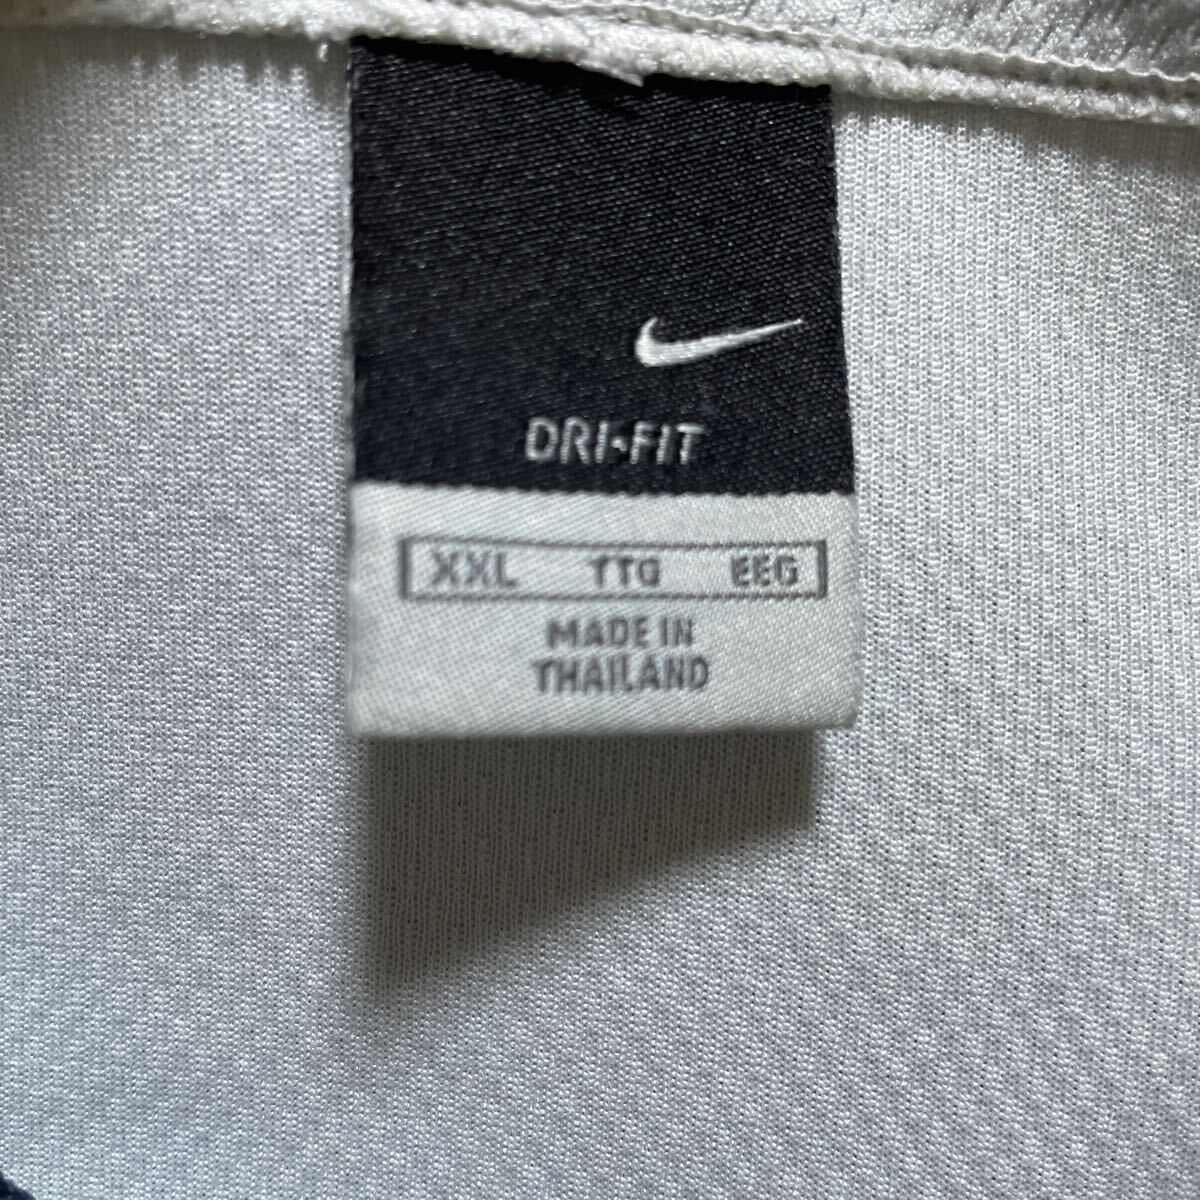 DRI-FIT
XXL TTG EEG
MADE IN
THAILAND